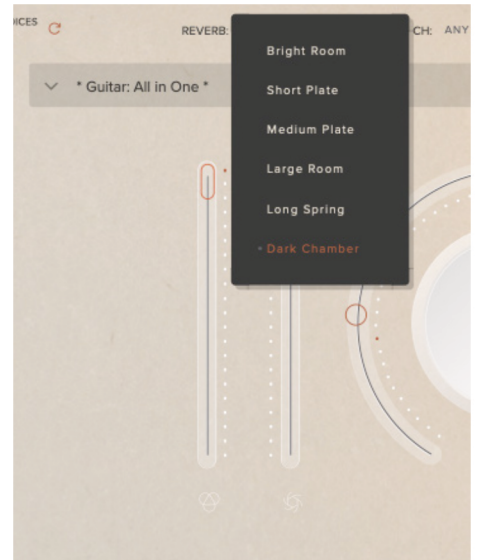 REVERB:
CH: ANY
* Guitar: All in One *
Bright Room
Short Plate
Medium Plate
Large Room
Long Spring
Dark Chamber